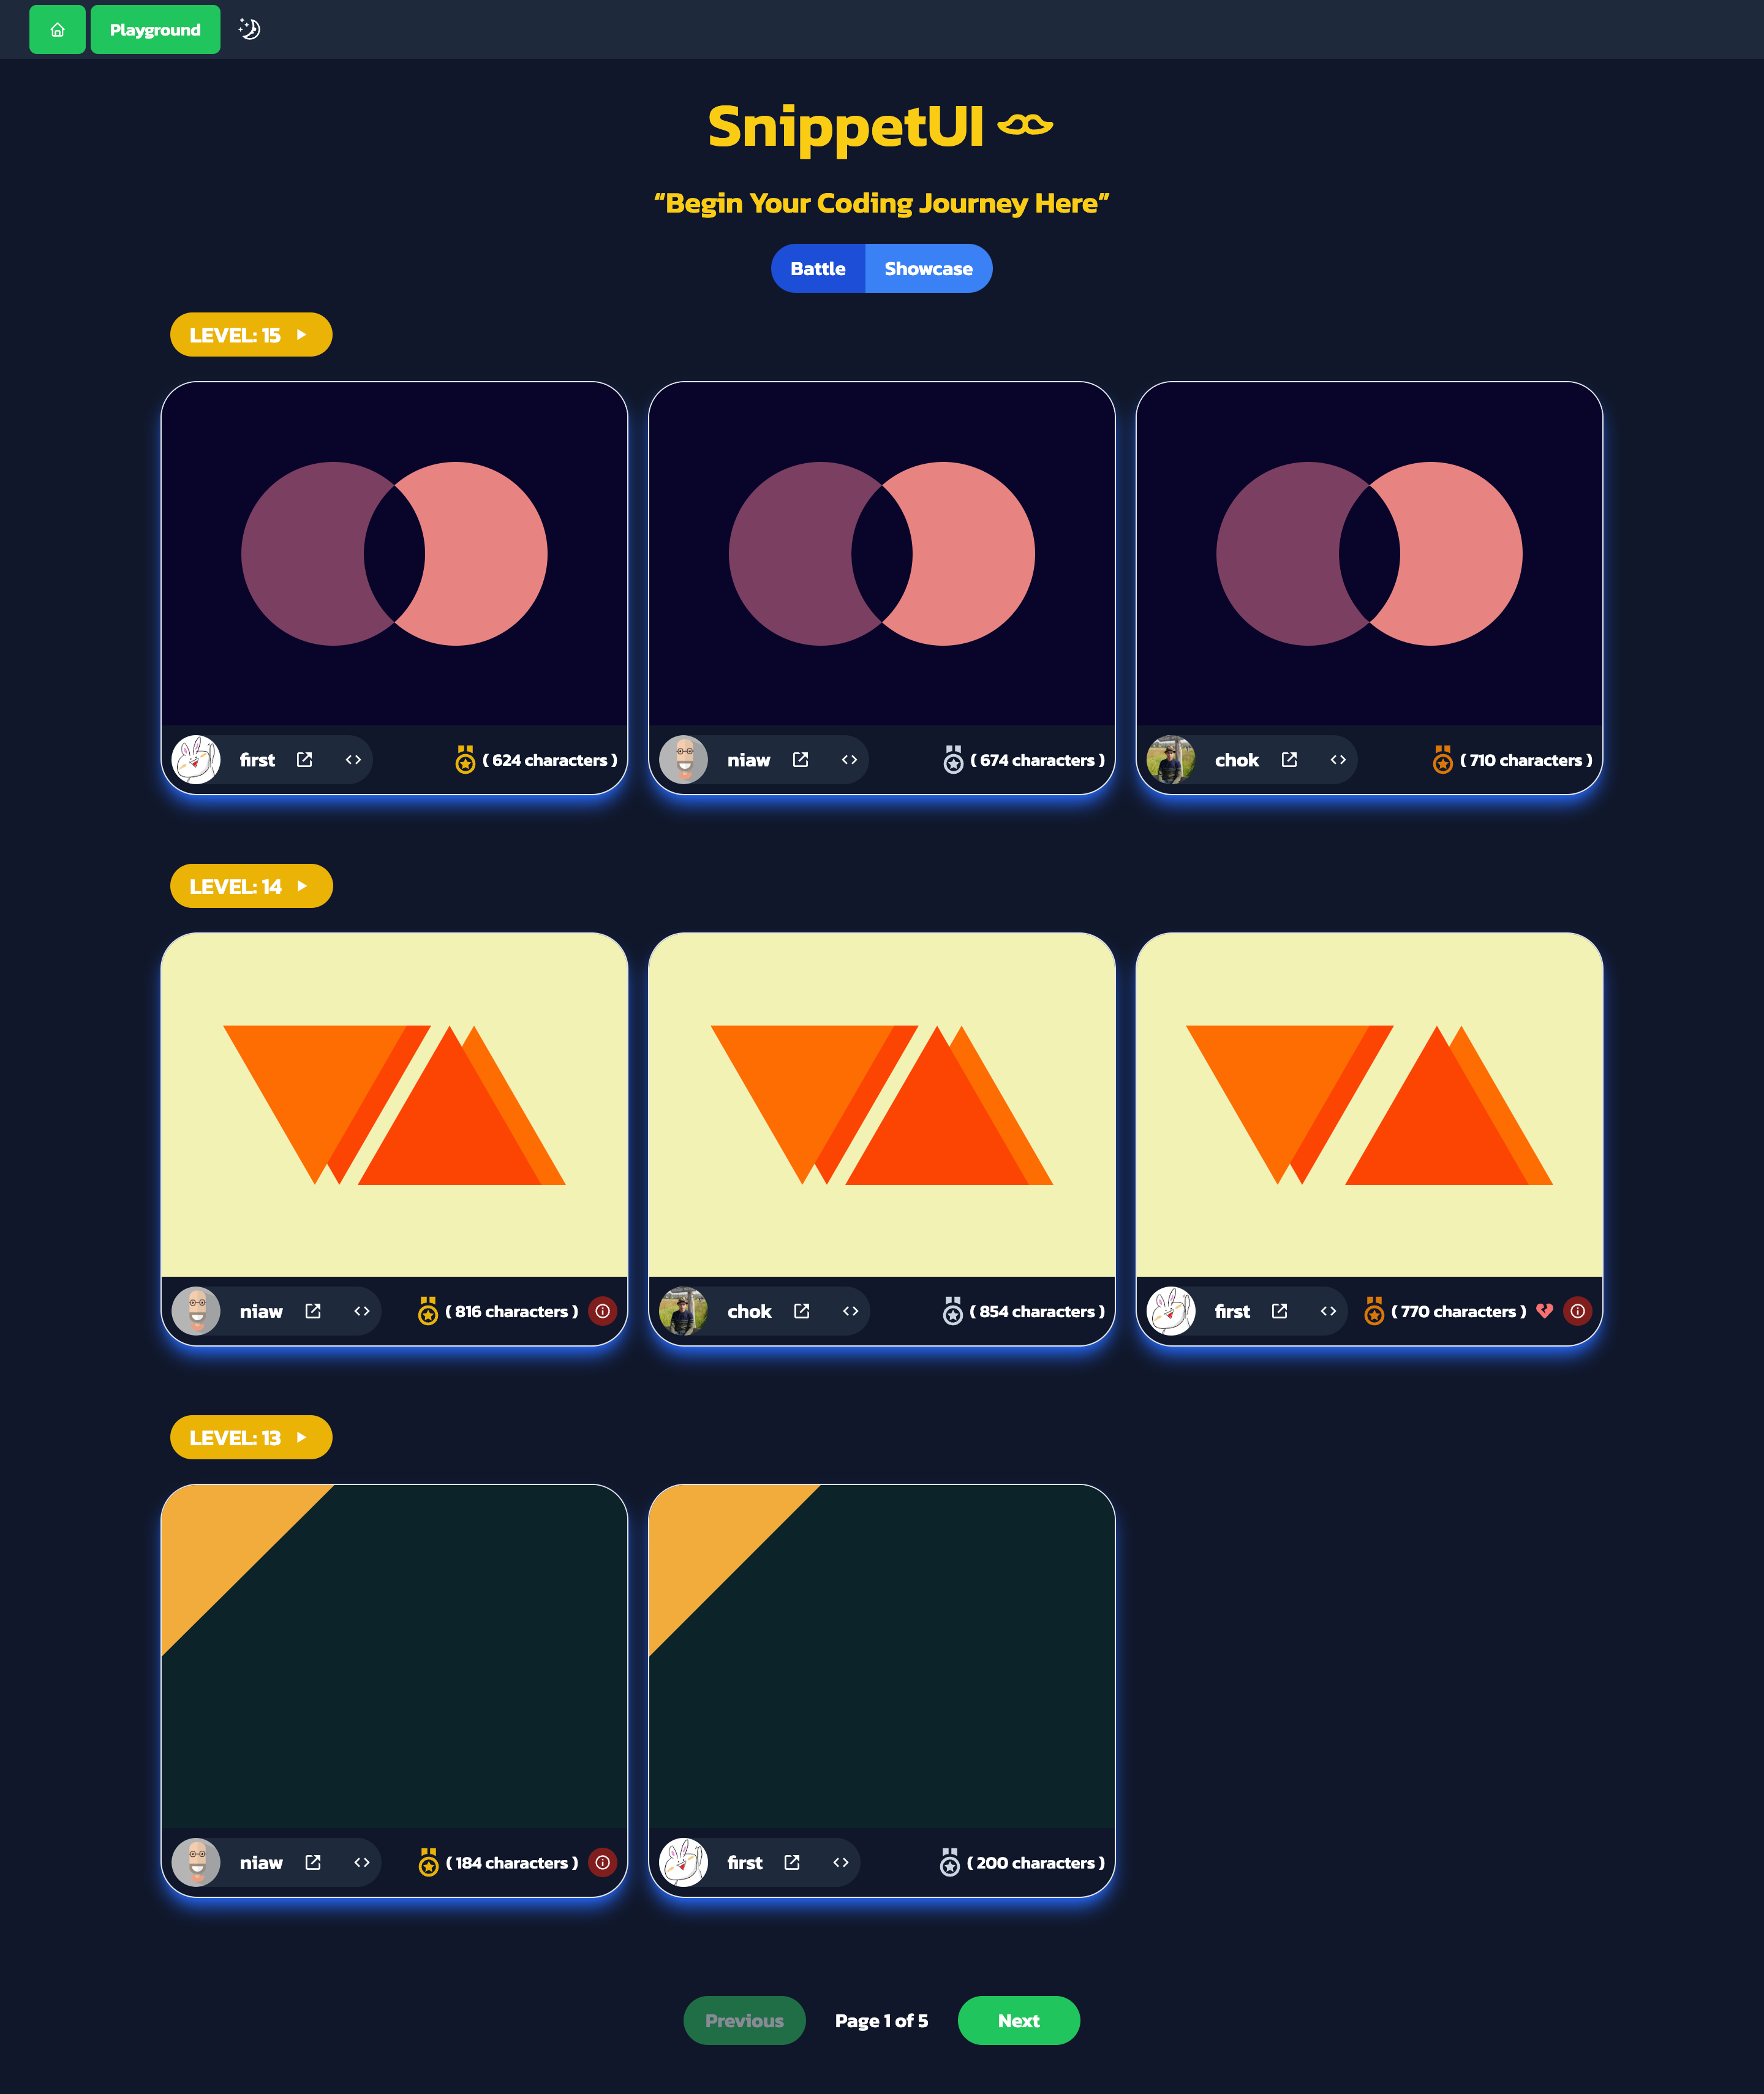 Playground
SnippetUI
“Begin Your Coding Journey Here”
Battle Showcase
LEVEL: 15
first ( 624 characters )
niaw ( 674 characters )
chok ( 710 characters )
LEVEL: 14
niaw ( 816 characters )
chok ( 854 characters )
first ( 770 characters )
LEVEL: 13
niaw ( 184 characters )
first ( 200 characters )
Previous Page 1 of 5 Next